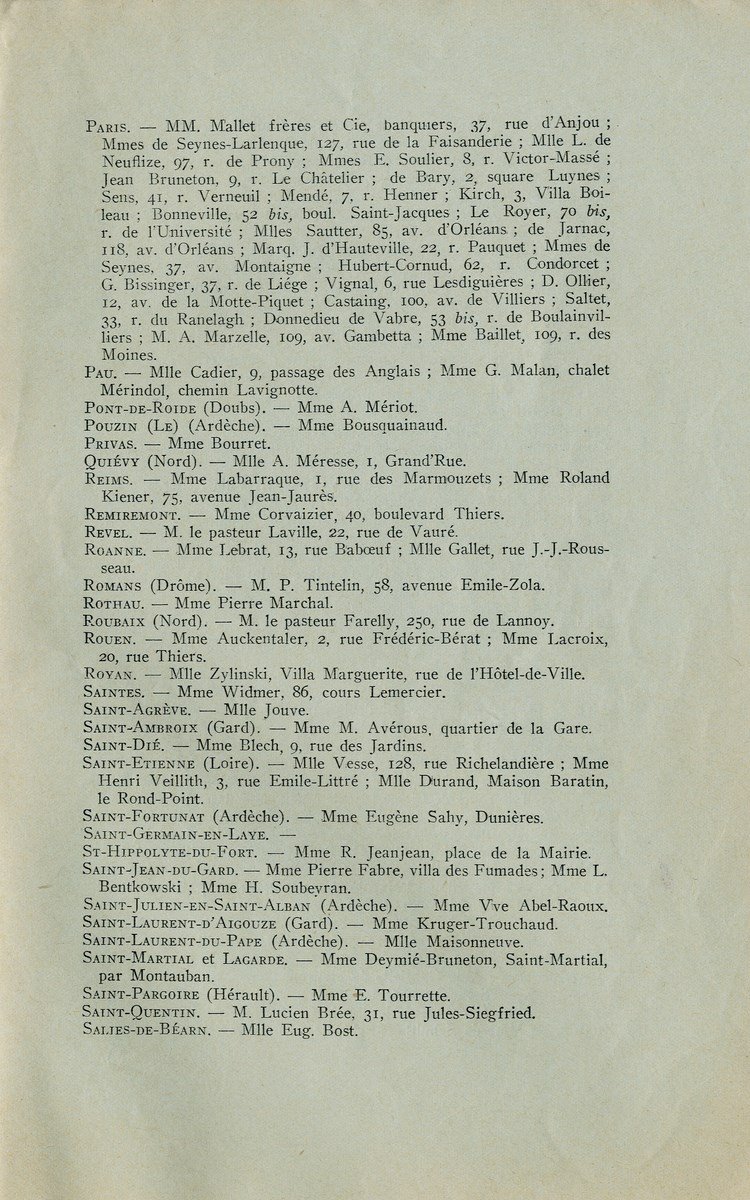 PARIS. — MM. Mallet frères et Cie, banquiers, 37, rue d'Anjou ;
Mmes de Seynes-Larlenque, 127, rue de la Faisanderie ; Mlle L. de
Neuflize, 97, r. de Prony ; Mmes E. Soulier, 8, r. Victor-Massé ;
Jean Bruneton, 9, r. Le Châtelier ; de Bary, 2, square Luynes ;
Sens, 41, r. Verneuil ; Mendé, 7, r. Henner ; Kirch, 3, Villa Boi-
leau ; Bonneville, 52 bis, boul. Saint-Jacques ; Le Royer, 70 bis,
r. de l'Université ; Mlles Sautter, 85, av. d'Orléans ; de Jarnac,
118, av. d'Orléans ; Marq. J. d'Hauteville, 22, r. Pauquet ; Mmes de
Seynes, 37, av. Montaigne ; Hubert-Cornud, 62, r. Condorcet ;
G. Bissinger, 37, r. de Liége ; Vignal, 6, rue Lesdiguières ; D. Ollier,
12, av. de la Motte-Piquet ; Castaing, 100, av. de Villiers ; Saltet,
33, r. du Ranelagh ; Donnedieu de Vabre, 53 bis, r. de Boulainvil-
liers ; M. A. Marzelle, 109, av. Gambetta ; Mme Baillet, 109, r. des
Moines.
PAU. — Mlle Cadier, 9, passage des Anglais ; Mme G. Malan, chalet
Mérindol, chemin Lavignotte.
PONT-DE-ROIDE (Doubs). — Mme A. Mériot.
POUZIN (LE) (Ardèche). — Mme Bousquainaud.
PRIVAS. — Mme Bourret.
QUIÉVY (Nord). — Mlle A. Méresse, 1, Grand'Rue.
REIMS. — Mme Labarraque, 1, rue des Marmouzets ; Mme Roland
Kiener, 75, avenue Jean-Jaurès.
REMIREMONT. — Mme Corvaizier, 40, boulevard Thiers.
REVEL. — M. le pasteur Laville, 22, rue de Vauré.
ROANNE. — Mme Lebrat, 13, rue Babœuf ; Mlle Gallet, rue J.-J.-Rous-
seau.
ROMANS (Drôme). — M. P. Tintelin, 58, avenue Emile-Zola.
ROTHAU. — Mme Pierre Marchal.
ROUBAIX (Nord). — M. le pasteur Farelly, 250, rue de Lannoy.
ROUEN. — Mme Auckentaler, 2, rue Frédéric-Bérat ; Mme Lacroix,
20, rue Thiers.
ROYAN. — Mlle Zylinski, Villa Marguerite, rue de l'Hôtel-de-Ville.
SAINTES. — Mme Widmer, 86, cours Lemercier.
SAINT-AGRÈVE. — Mlle Jouve.
SAINT-AMBROIX (Gard). — Mme M. Avérous, quartier de la Gare.
SAINT-DIÉ. — Mme Blech, 9, rue des Jardins.
SAINT-ETIENNE (Loire). — Mlle Vesse, 128, rue Richelandière ; Mme
Henri Veillith, 3, rue Emile-Littré ; Mlle Durand, Maison Baratin,
le Rond-Point.
SAINT-FORTUNAT (Ardèche). — Mme Eugène Sahy, Dunières.
SAINT-GERMAIN-EN-LAYE. —
ST-HIPPOLYTE-DU-FORT. — Mme R. Jeanjean, place de la Mairie.
SAINT-JEAN-DU-GARD. — Mme Pierre Fabre, villa des Fumades ; Mme L.
Bentkowski ; Mme H. Soubeyran.
SAINT-JULIEN-EN-SAINT-ALBAN (Ardèche). — Mme Vve Abel-Raoux.
SAINT-LAURENT-D'AIGOUZE (Gard). — Mme Kruger-Trouchaud.
SAINT-LAURENT-DU-PAPE (Ardèche). — Mlle Maisonneuve.
SAINT-MARTIAL et LAGARDE. — Mme Deymié-Bruneton, Saint-Martial,
par Montauban.
SAINT-PARGOIRE (Hérault). — Mme E. Tourrette.
SAINT-QUENTIN. — M. Lucien Brée, 31, rue Jules-Siegfried.
SALIES-DE-BÉARN. — Mlle Eug. Bost.